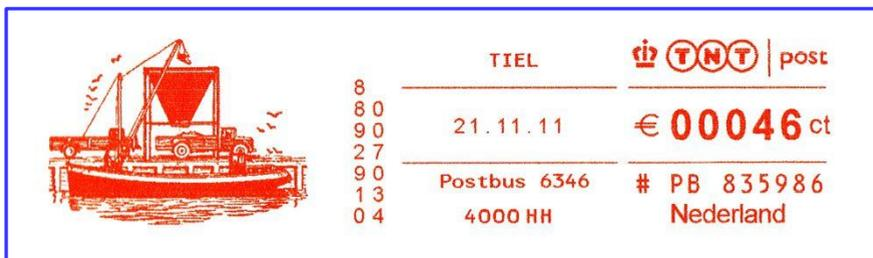 8
80
90
27
90
13
04
TIEL
21.11.11
Postbus 6346
4000 HH
TNT post
€ 00046 ct
# PB 835986
Nederland